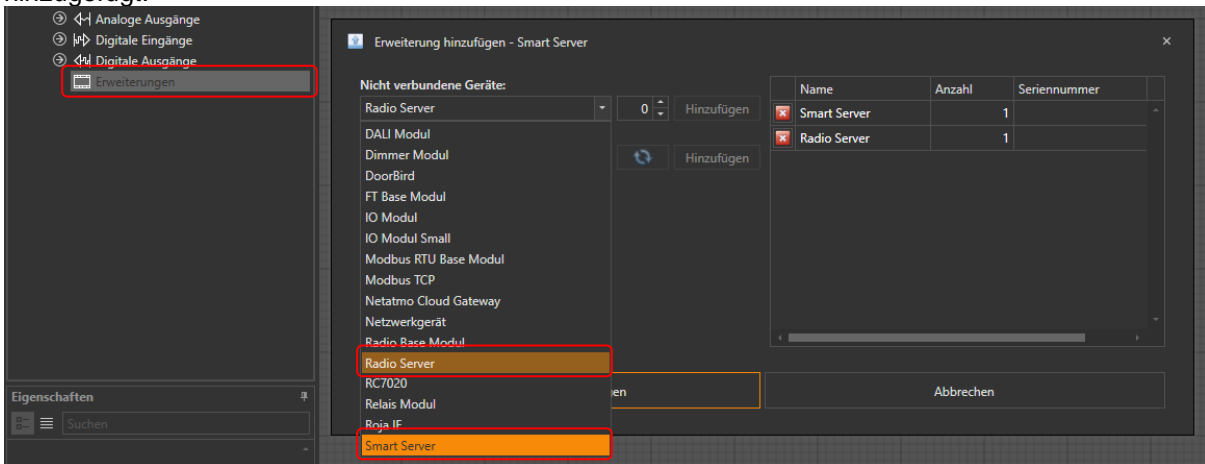 hinzugefügt.
Analoge Ausgänge
Digitale Eingänge
Digitale Ausgänge
Erweiterungen
Erweiterung hinzufügen - Smart Server
Nicht verbundene Geräte:
Radio Server
0
Hinzufügen
DALI Modul
Dimmer Modul
Hinzufügen
DoorBird
FT Base Modul
IO Modul
IO Modul Small
Modbus RTU Base Modul
Modbus TCP
Netatmo Cloud Gateway
Netzwerkgerät
Radio Base Modul
Radio Server
RC7020
Relais Modul
Smart Server
Name Anzahl Seriennummer
Smart Server 1
Radio Server 1
en
Abbrechen
Eigenschaften
Suchen